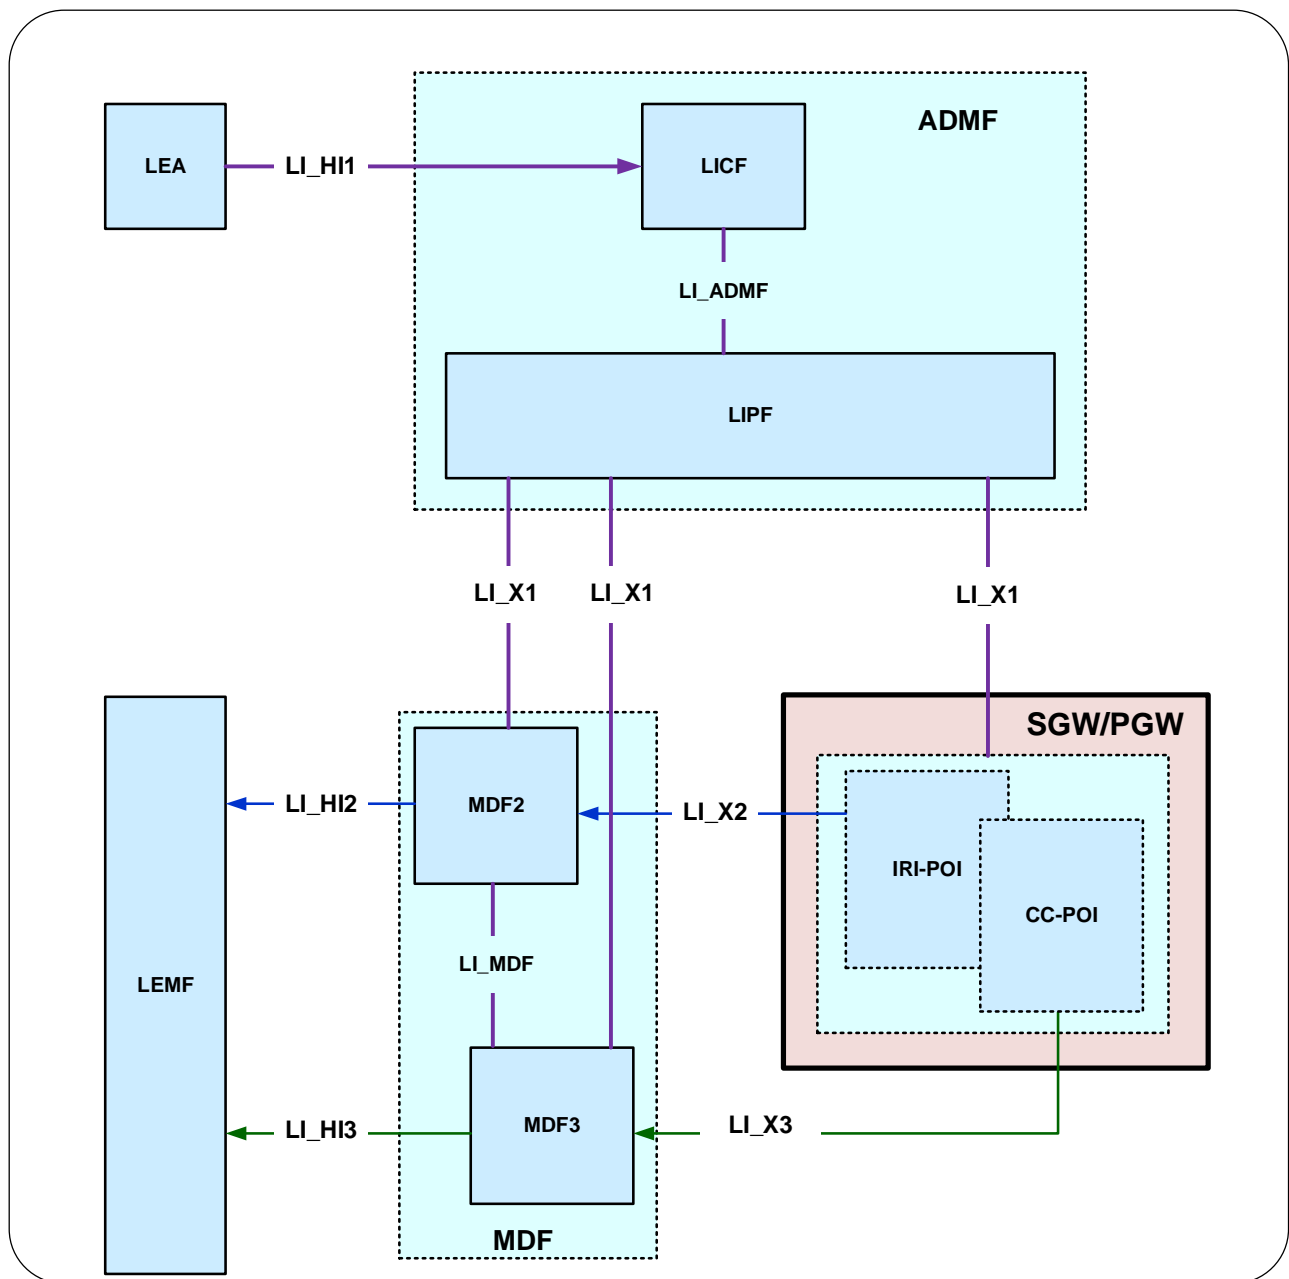 ADMF
LEA
LI_HI1
LICF
LI_ADMF
LIPF
LI_X1
LI_X1
LI_X1
SGW/PGW
LI_HI2
MDF2
LI_X2
IRI-POI
CC-POI
LI_MDF
LEMF
LI_HI3
MDF3
LI_X3
MDF